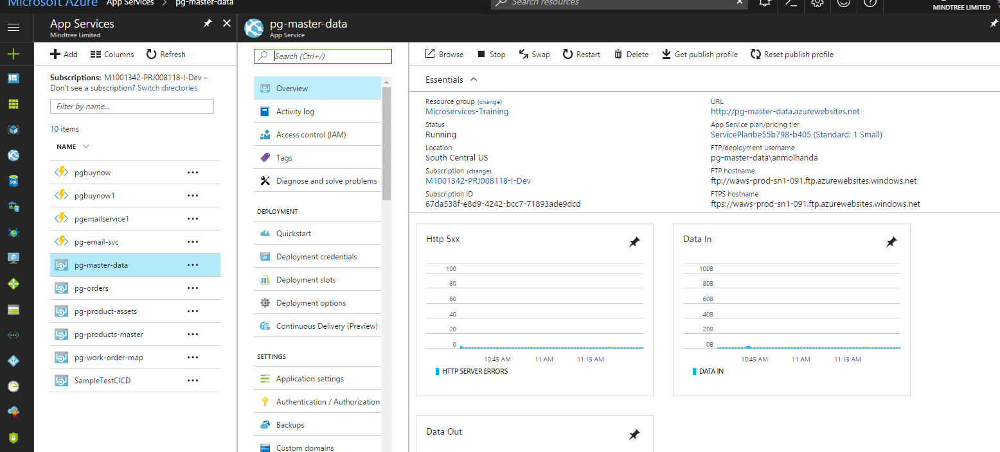 Microsoft Azure App Services > pg-master-data
Search resources
MINDTREE LIMITED
App Services
Mindtree Limited
pg-master-data
App Service
Add Columns Refresh
Subscriptions: M1001342-PRJ008118-I-Dev –
Don't see a subscription? Switch directories
Filter by name...
10 items
NAME
pgbuynow
pgbuynow1
pgemailservice1
pg-email-svc
pg-master-data
pg-orders
pg-product-assets
pg-products-master
pg-work-order-map
SampleTestCICD
SQL
Search (Ctrl+/)
Overview
Activity log
Access control (IAM)
Tags
Diagnose and solve problems
DEPLOYMENT
Quickstart
Deployment credentials
Deployment slots
Deployment options
Continuous Delivery (Preview)
SETTINGS
Application settings
Authentication / Authorization
Backups
Custom domains
Browse Stop Swap Restart Delete Get publish profile Reset publish profile
Essentials
Resource group (change)
Microservices-Training
Status
Running
Location
South Central US
Subscription (change)
M1001342-PRJ008118-I-Dev
Subscription ID
67da538f-e8d9-4242-bcc7-71893ade9dcd
URL
http://pg-master-data.azurewebsites.net
App Service plan/pricing tier
ServicePlanbe55b798-b405 (Standard: 1 Small)
FTP/deployment username
pg-master-data\anmolhanda
FTP hostname
ftp://waws-prod-sn1-091.ftp.azurewebsites.windows.net
FTPS hostname
ftps://waws-prod-sn1-091.ftp.azurewebsites.windows.net
Http 5xx
100
80
60
40
20
0
10:45 AM 11 AM 11:15 AM
HTTP SERVER ERRORS
Data In
100B
80B
60B
40B
20B
0B
10:45 AM 11 AM 11:15 AM
DATA IN
Data Out